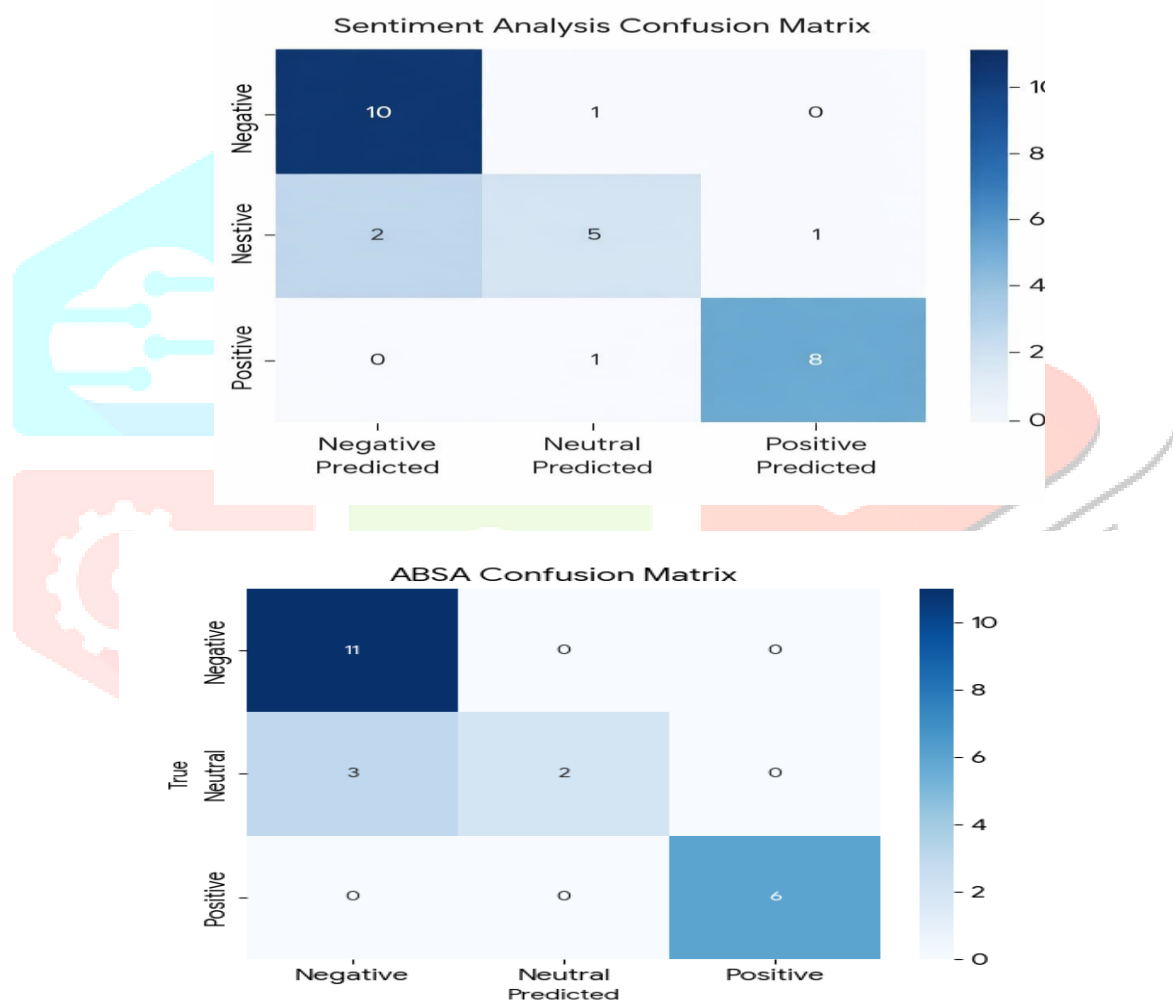 Sentiment Analysis Confusion Matrix
Negative 10 1 0
Nestive 2 5 1
Positive 0 1 8
Negative Neutral Positive
Predicted Predicted Predicted
10
8
6
4
2
0
ABSA Confusion Matrix
Negative 11 0 0
True Neutral 3 2 0
Positive 0 0 6
Negative Neutral Positive
Predicted
10
8
6
4
2
0